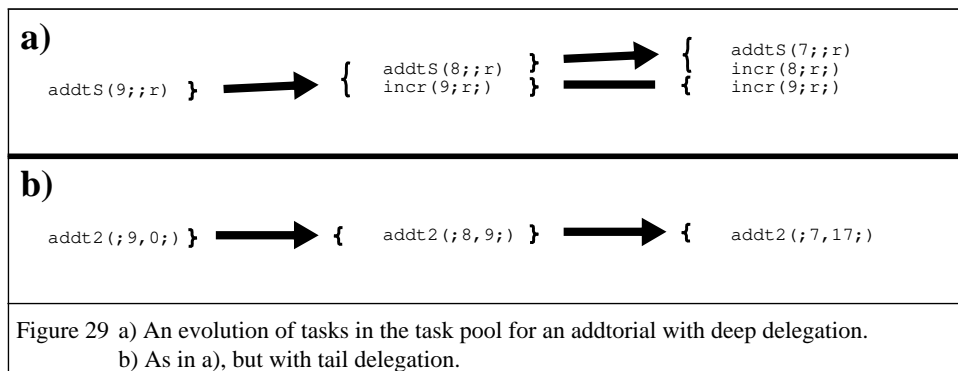 a)
addtS(9;;r) }
{ addtS(8;;r) }
incr(9;r;) }
{ addtS(7;;r)
incr(8;r;)
{ incr(9;r;)
b)
addt2(;9,0;) } { addt2(;8,9;) } { addt2(;7,17;)
Figure 29 a) An evolution of tasks in the task pool for an addtorial with deep delegation.
b) As in a), but with tail delegation.